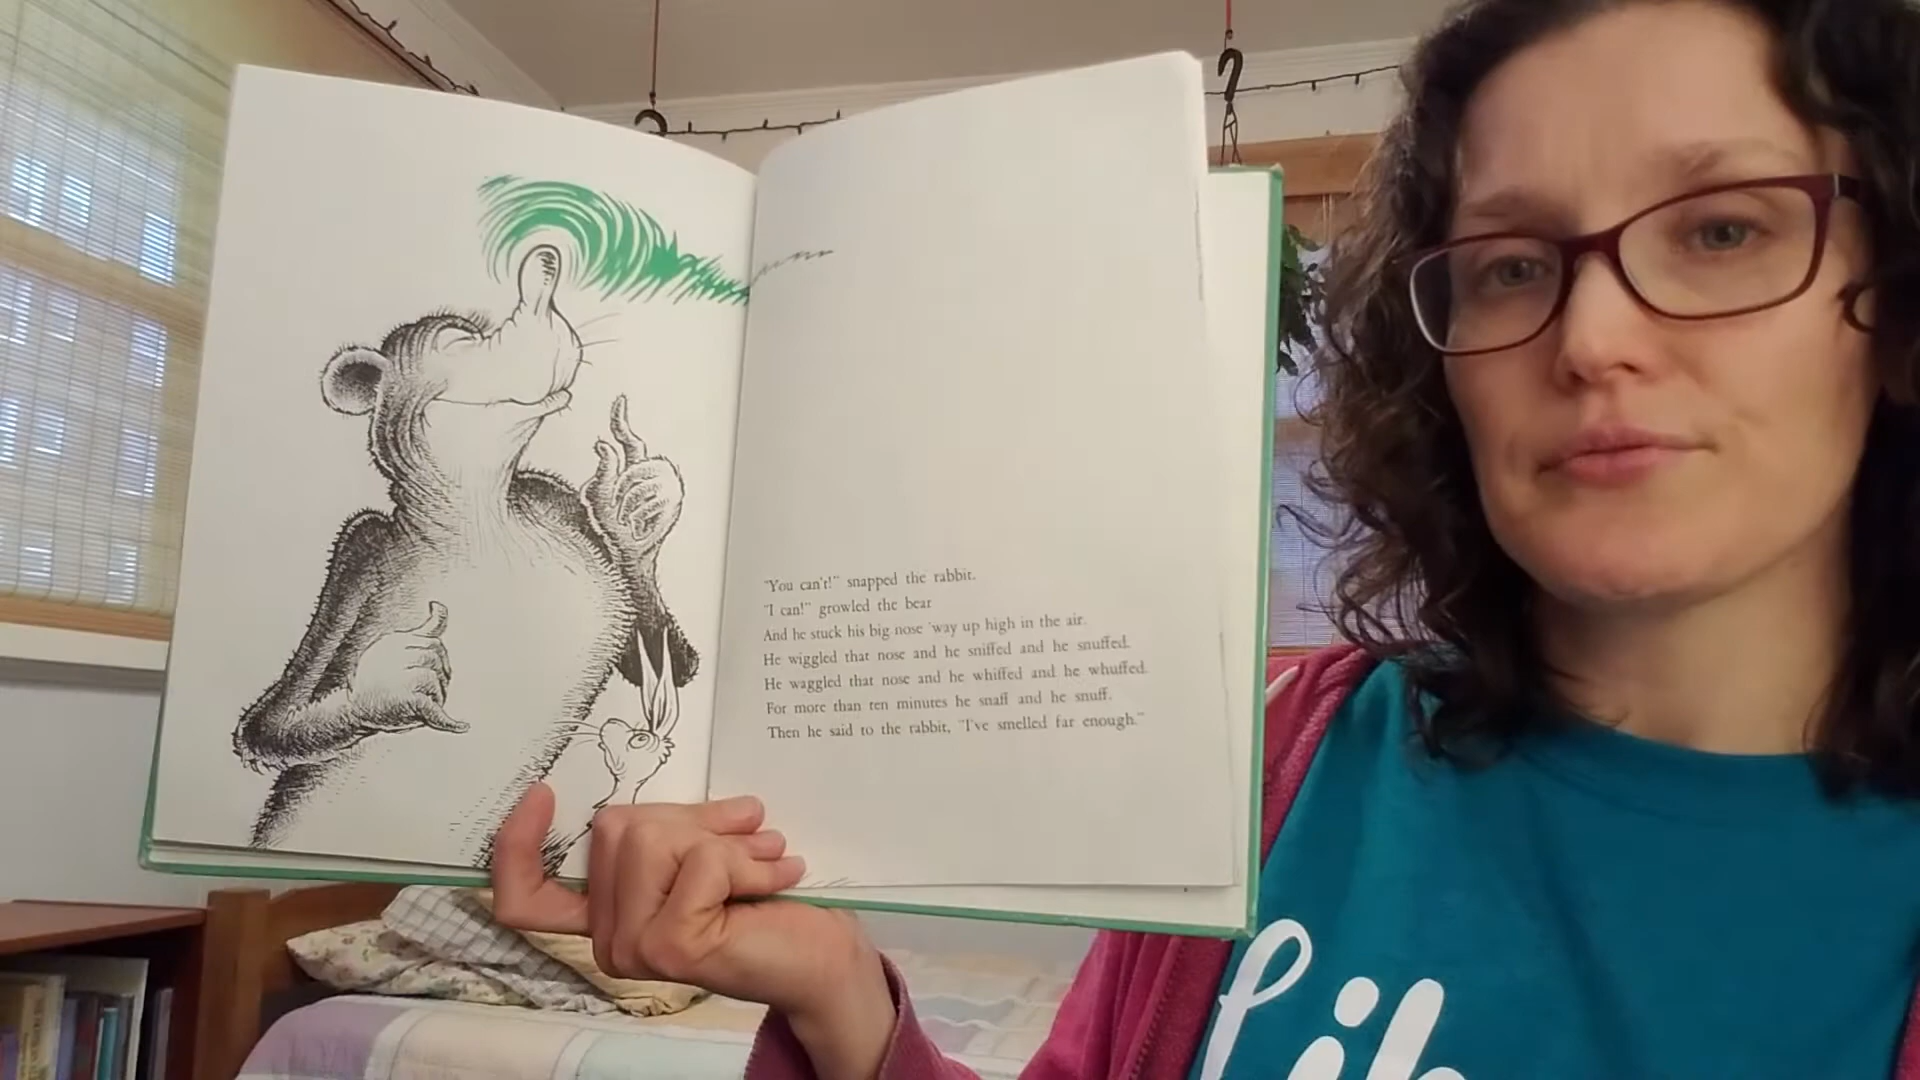 "You can't!" snapped the rabbit.
"I can!" growled the bear
And he stuck his big nose 'way up high in the air.
He wiggled that nose and he sniffed and he snuffed.
He waggled that nose and he whiffed and he whuffed.
For more than ten minutes he snaff and he snuff.
Then he said to the rabbit, "I've smelled far enough."